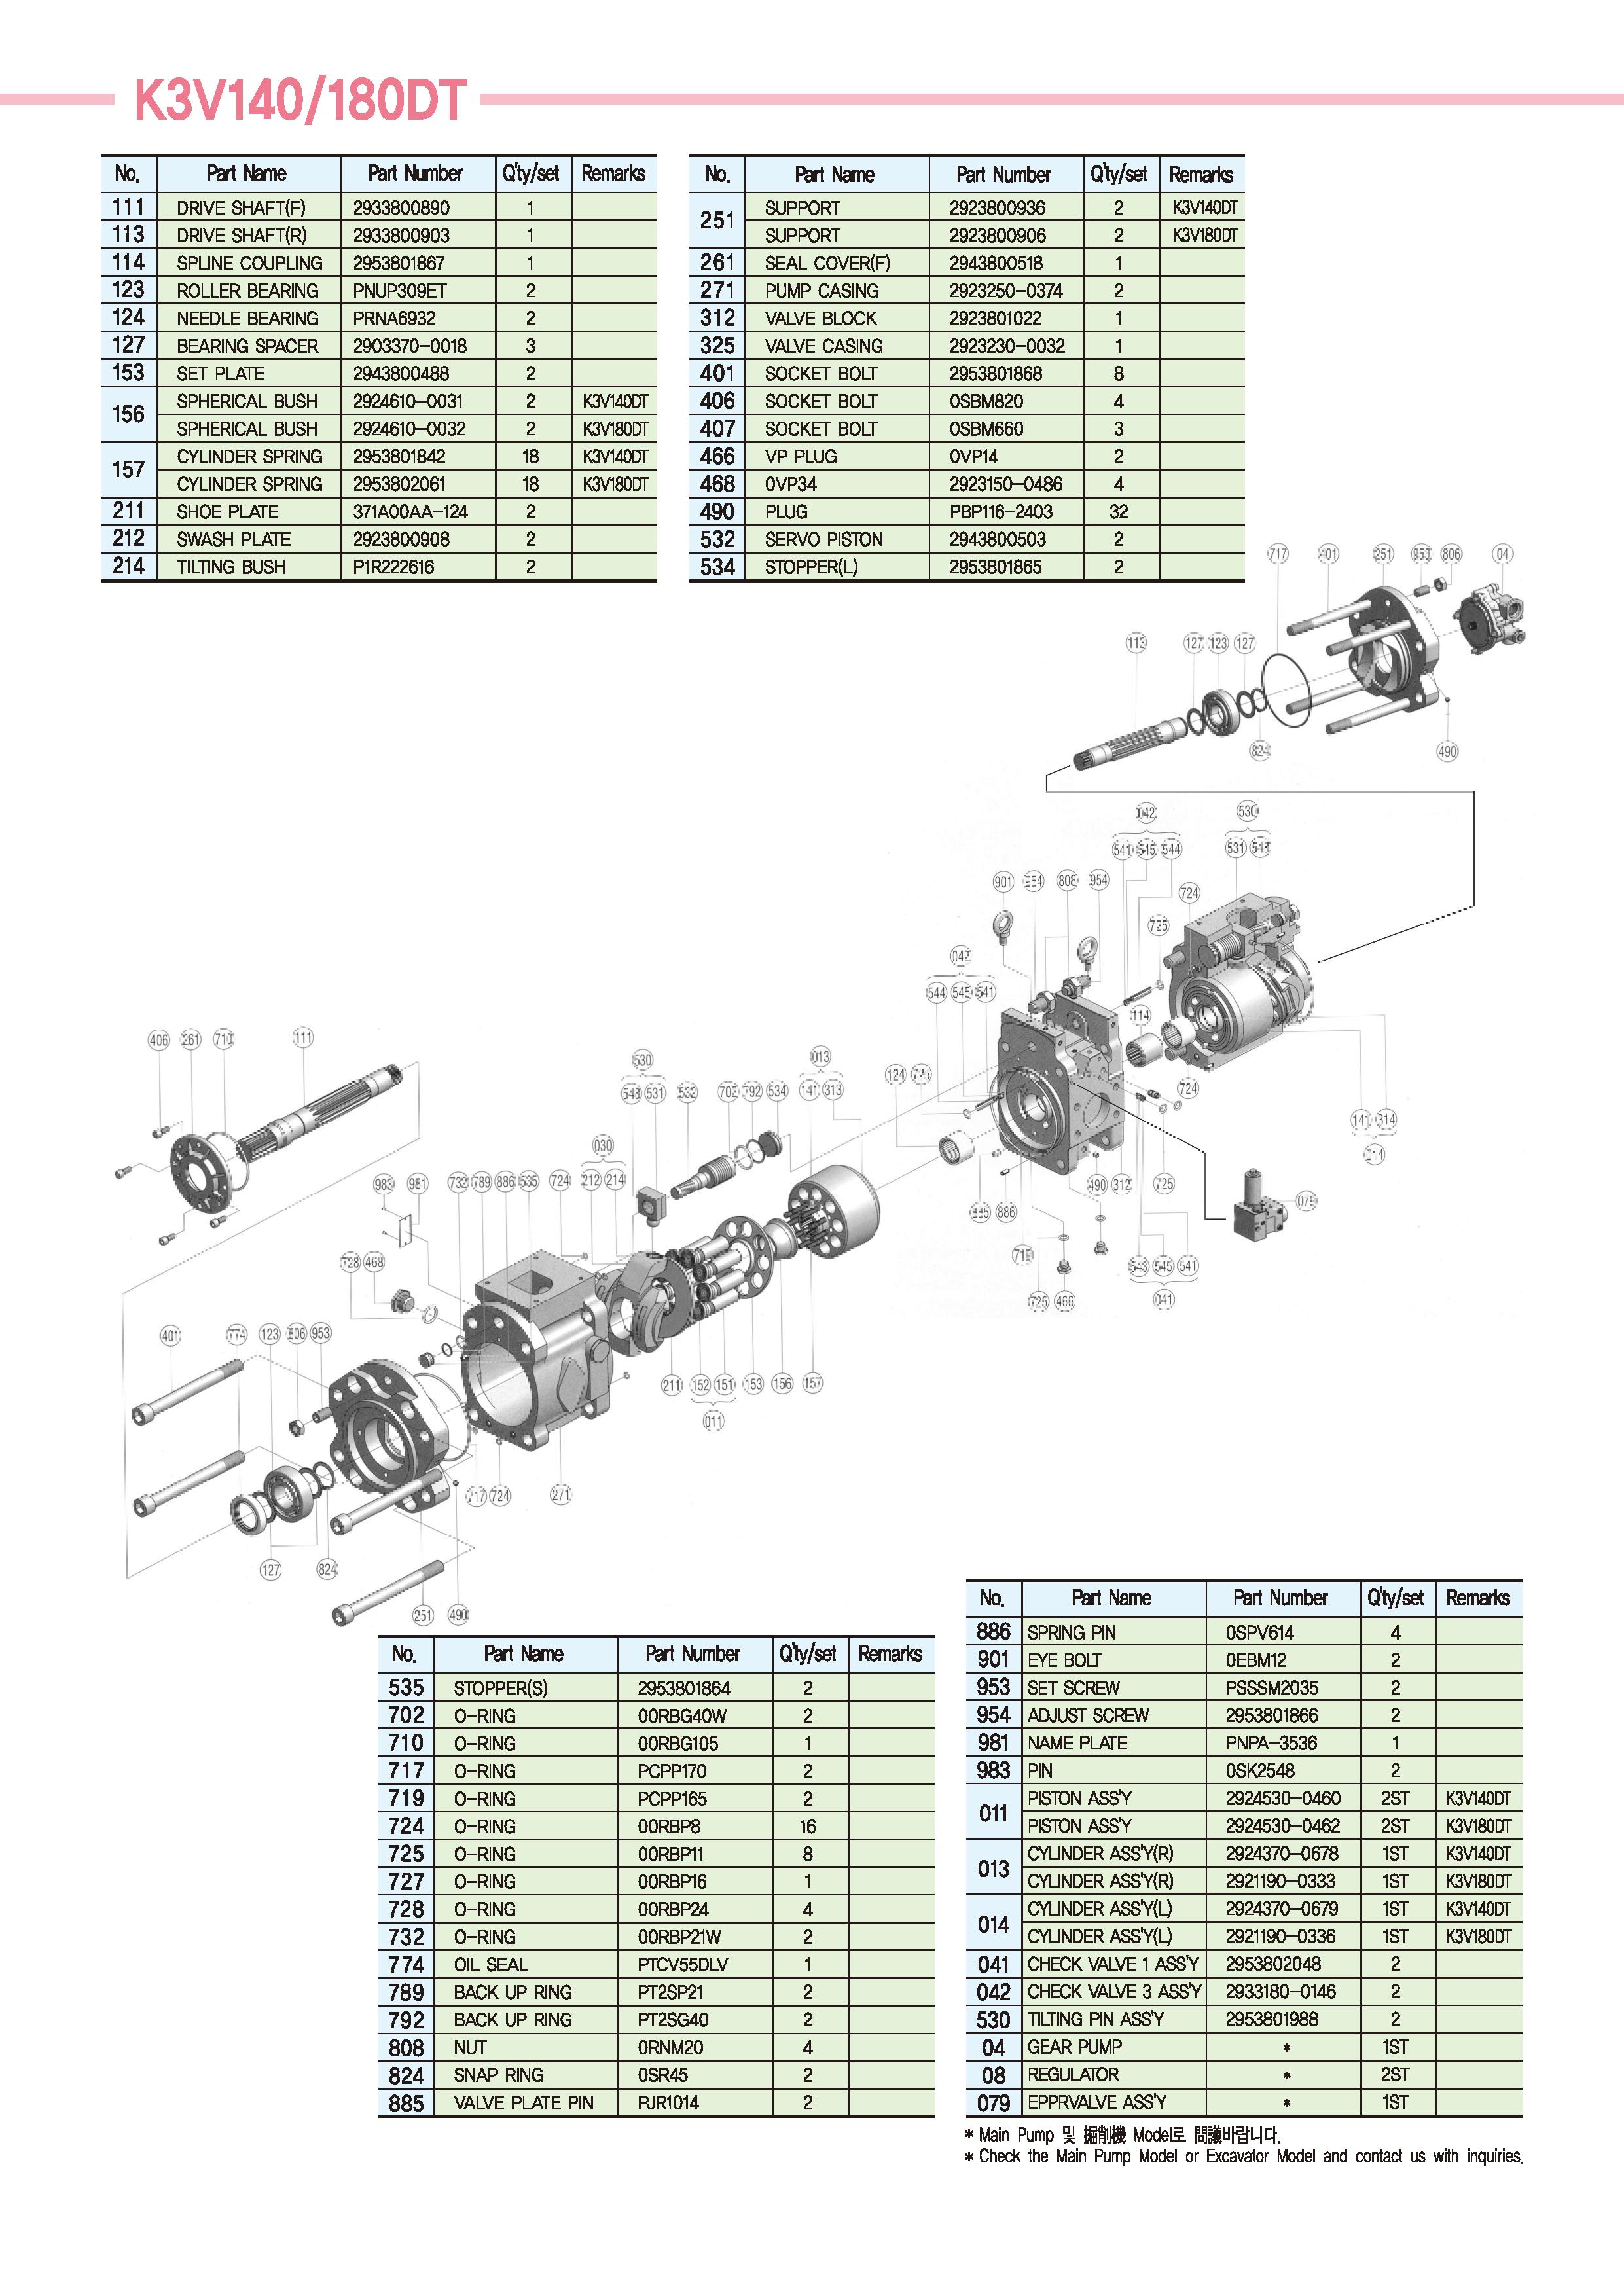 K3V140/180DT
No. Part Name Part Number Q'ty/set Remarks
111 DRIVE SHAFT(F) 2933800890 1
113 DRIVE SHAFT(R) 2933800903 1
114 SPLINE COUPLING 2953801867 1
123 ROLLER BEARING PNUP309ET 2
124 NEEDLE BEARING PRNA6932 2
127 BEARING SPACER 2903370-0018 3
153 SET PLATE 2943800488 2
156 SPHERICAL BUSH 2924610-0031 2 K3V140DT
SPHERICAL BUSH 2924610-0032 2 K3V180DT
157 CYLINDER SPRING 2953801842 18 K3V140DT
CYLINDER SPRING 2953802061 18 K3V180DT
211 SHOE PLATE 371A00AA-124 2
212 SWASH PLATE 2923800908 2
214 TILTING BUSH P1R222616 2
No. Part Name Part Number Q'ty/set Remarks
251 SUPPORT 2923800936 2 K3V140DT
SUPPORT 2923800906 2 K3V180DT
261 SEAL COVER(F) 2943800518 1
271 PUMP CASING 2923250-0374 2
312 VALVE BLOCK 2923801022 1
325 VALVE CASING 2923230-0032 1
401 SOCKET BOLT 2953801868 8
406 SOCKET BOLT 0SBM820 4
407 SOCKET BOLT 0SBM660 3
466 VP PLUG 0VP14 2
468 0VP34 2923150-0486 4
490 PLUG PBP116-2403 32
532 SERVO PISTON 2943800503 2
534 STOPPER(L) 2953801865 2
717 401 251 953 806 04
113 127 123 127
824 490
042 530
541 545 544 531 548
901 954 808 954 724
725
042
544 545 541
114
406 261 710 111
530 013 124 725
548 531 532 702 792 534 141 313
724
141 314
014
030
983 981 732 789 886 535 724 212 214
490 312 725
079
885 886
728 468
719
543 545 541
725 466 041
401 774 123 806 953
211 152 151 153 156 157
011
717 724 271
127 824
251 490
No. Part Name Part Number Q'ty/set Remarks
535 STOPPER(S) 2953801864 2
702 O-RING 00RBG40W 2
710 O-RING 00RBG105 1
717 O-RING PCPP170 2
719 O-RING PCPP165 2
724 O-RING 00RBP8 16
725 O-RING 00RBP11 8
727 O-RING 00RBP16 1
728 O-RING 00RBP24 4
732 O-RING 00RBP21W 2
774 OIL SEAL PTCV55DLV 1
789 BACK UP RING PT2SP21 2
792 BACK UP RING PT2SG40 2
808 NUT 0RNM20 4
824 SNAP RING 0SR45 2
885 VALVE PLATE PIN PJR1014 2
No. Part Name Part Number Q'ty/set Remarks
886 SPRING PIN 0SPV614 4
901 EYE BOLT 0EBM12 2
953 SET SCREW PSSSM2035 2
954 ADJUST SCREW 2953801866 2
981 NAME PLATE PNPA-3536 1
983 PIN 0SK2548 2
011 PISTON ASS'Y 2924530-0460 2ST K3V140DT
PISTON ASS'Y 2924530-0462 2ST K3V180DT
013 CYLINDER ASS'Y(R) 2924370-0678 1ST K3V140DT
CYLINDER ASS'Y(R) 2921190-0333 1ST K3V180DT
014 CYLINDER ASS'Y(L) 2924370-0679 1ST K3V140DT
CYLINDER ASS'Y(L) 2921190-0336 1ST K3V180DT
041 CHECK VALVE 1 ASS'Y 2953802048 2
042 CHECK VALVE 3 ASS'Y 2933180-0146 2
530 TILTING PIN ASS'Y 2953801988 2
04 GEAR PUMP * 1ST
08 REGULATOR * 2ST
079 EPPRVALVE ASS'Y * 1ST
* Main Pump 및 掘削機 Model로 問議바랍니다.
* Check the Main Pump Model or Excavator Model and contact us with inquiries.